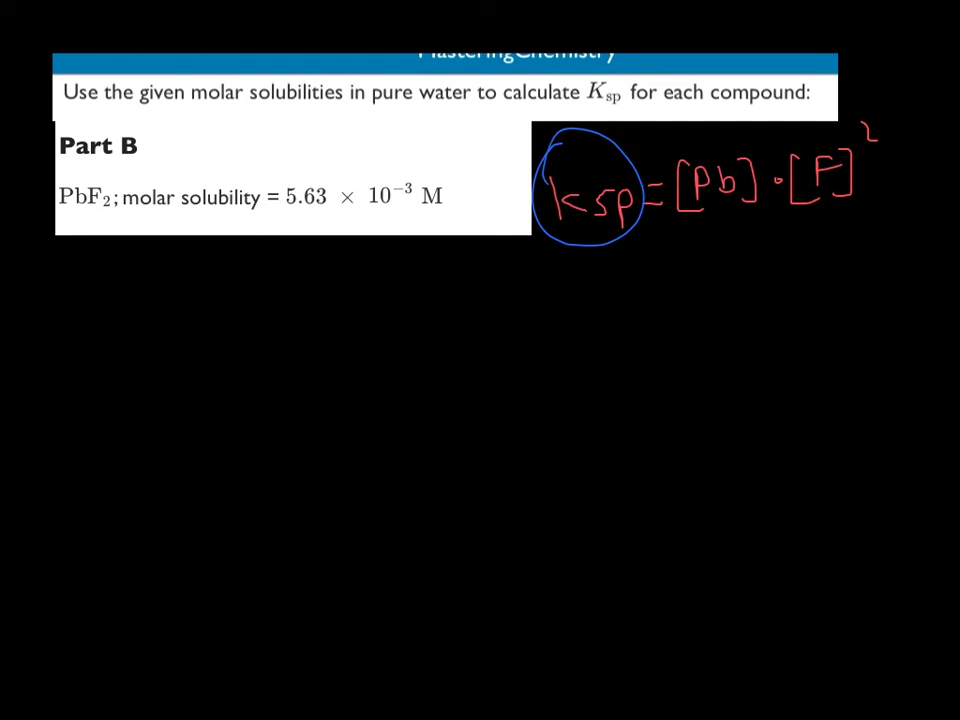 MasteringChemistry
Use the given molar solubilities in pure water to calculate Ksp for each compound:
Part B
PbF₂; molar solubility = 5.63 × 10⁻³ M
ksp = [Pb] · [F]²